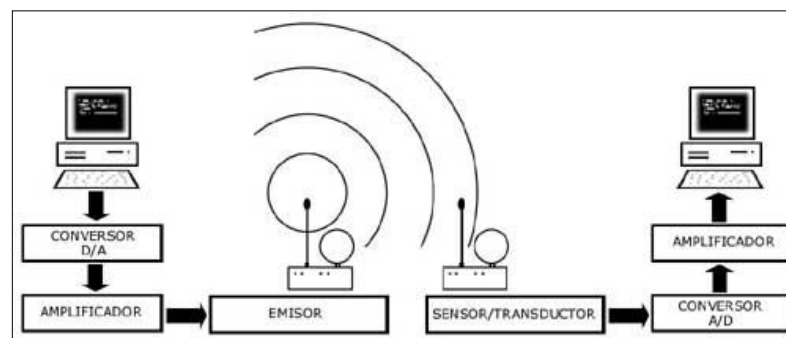 CONVERSOR
D/A
AMPLIFICADOR
EMISOR
SENSOR/TRANSDUCTOR
CONVERSOR
A/D
AMPLIFICADOR